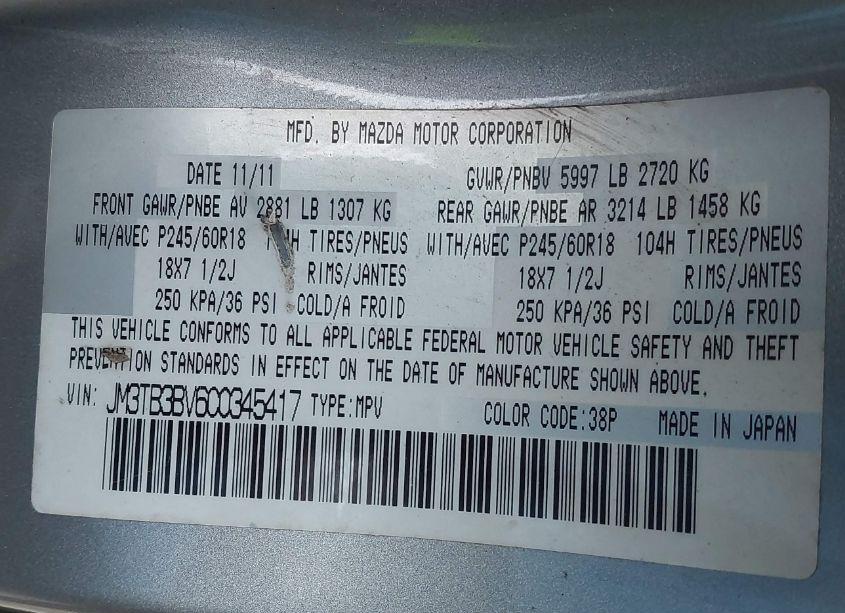 MFD. BY MAZDA MOTOR CORPORATION
DATE 11/11 GVWR/PNBV 5997 LB 2720 KG
FRONT GAWR/PNBE AV 2881 LB 1307 KG REAR GAWR/PNBE AR 3214 LB 1458 KG
WITH/AVEC P245/60R18 TIRES/PNEUS WITH/AVEC P245/60R18 104H TIRES/PNEUS
18X7 1/2J RIMS/JANTES 18X7 1/2J RIMS/JANTES
250 KPA/36 PSI COLD/A FROID 250 KPA/36 PSI COLD/A FROID
THIS VEHICLE CONFORMS TO ALL APPLICABLE FEDERAL MOTOR VEHICLE SAFETY AND THEFT
PREVENTION STANDARDS IN EFFECT ON THE DATE OF MANUFACTURE SHOWN ABOVE.
VIN: JM3TB3BV6C0345417 TYPE:MPV COLOR CODE:38P MADE IN JAPAN